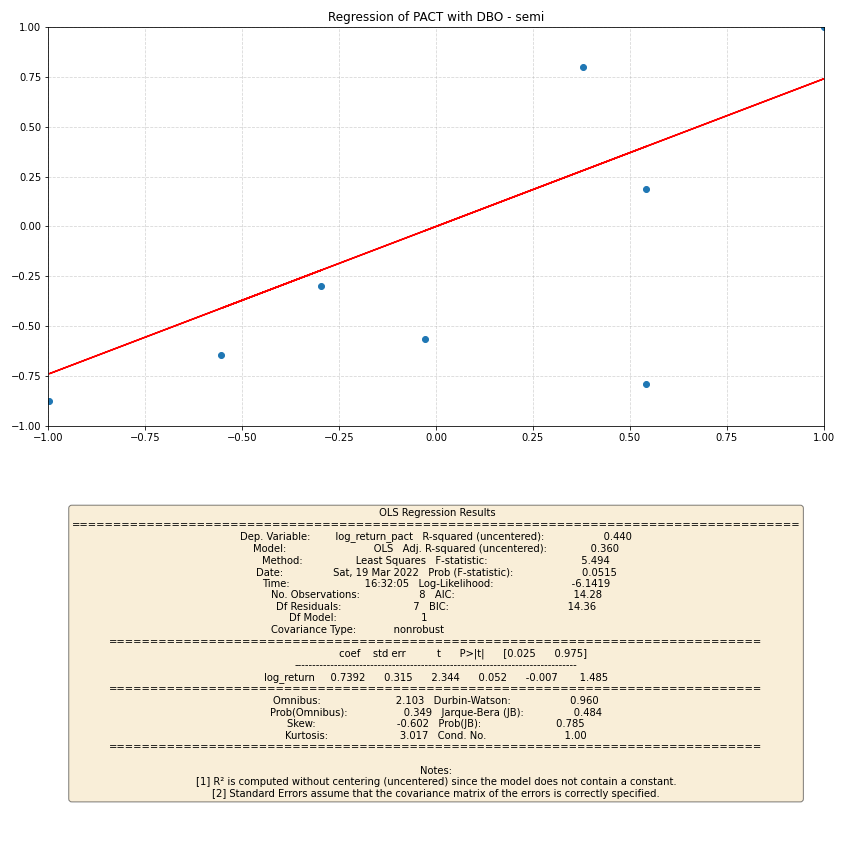 Regression of PACT with DBO - semi
1.00
0.75
0.50
0.25
0.00
−0.25
−0.50
−0.75
−1.00
−1.00 −0.75 −0.50 −0.25 0.00 0.25 0.50 0.75 1.00
OLS Regression Results
==============================================================================
Dep. Variable: log_return_pact R-squared (uncentered): 0.440
Model: OLS Adj. R-squared (uncentered): 0.360
Method: Least Squares F-statistic: 5.494
Date: Sat, 19 Mar 2022 Prob (F-statistic): 0.0515
Time: 16:32:05 Log-Likelihood: -6.1419
No. Observations: 8 AIC: 14.28
Df Residuals: 7 BIC: 14.36
Df Model: 1
Covariance Type: nonrobust
==============================================================================
coef std err t P>|t| [0.025 0.975]
------------------------------------------------------------------------------
log_return 0.7392 0.315 2.344 0.052 -0.007 1.485
==============================================================================
Omnibus: 2.103 Durbin-Watson: 0.960
Prob(Omnibus): 0.349 Jarque-Bera (JB): 0.484
Skew: -0.602 Prob(JB): 0.785
Kurtosis: 3.017 Cond. No. 1.00
==============================================================================
Notes:
[1] R² is computed without centering (uncentered) since the model does not contain a constant.
[2] Standard Errors assume that the covariance matrix of the errors is correctly specified.